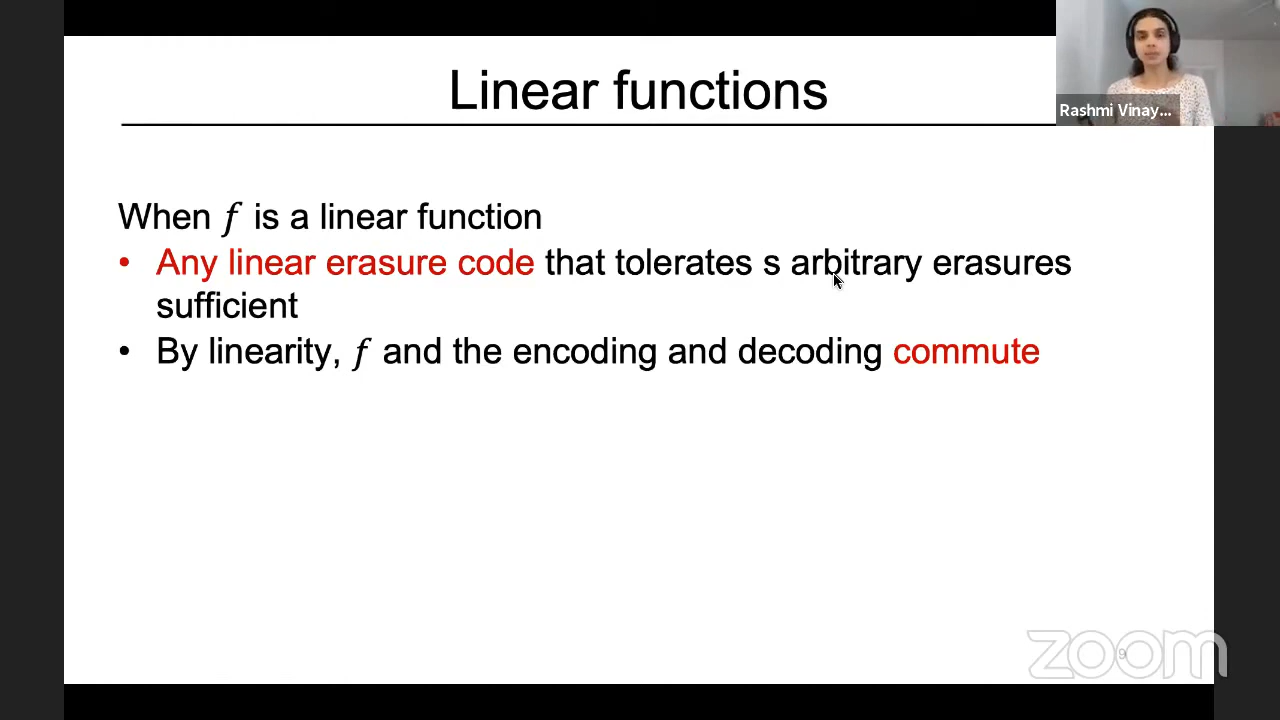 Linear functions
Rashmi Vinay...
When f is a linear function
• Any linear erasure code that tolerates s arbitrary erasures
sufficient
• By linearity, f and the encoding and decoding commute
zoom
9